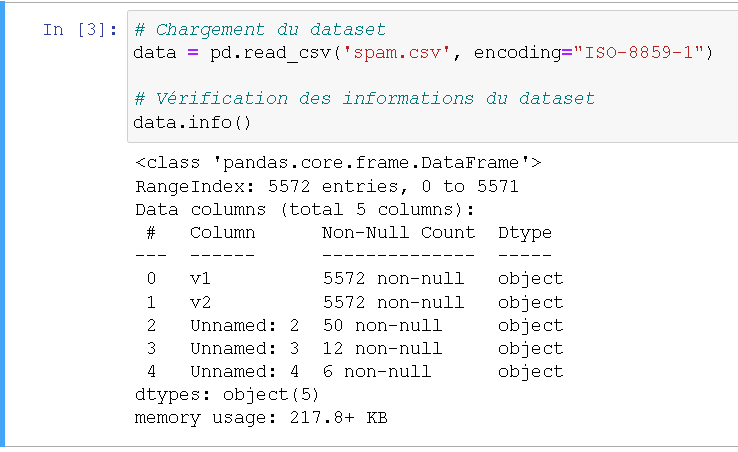 In [3]: # Chargement du dataset
data = pd.read_csv('spam.csv', encoding="ISO-8859-1")
# Vérification des informations du dataset
data.info()
<class 'pandas.core.frame.DataFrame'>
RangeIndex: 5572 entries, 0 to 5571
Data columns (total 5 columns):
 #   Column      Non-Null Count  Dtype
---  ------      --------------  -----
 0   v1          5572 non-null   object
 1   v2          5572 non-null   object
 2   Unnamed: 2  50 non-null     object
 3   Unnamed: 3  12 non-null     object
 4   Unnamed: 4  6 non-null      object
dtypes: object(5)
memory usage: 217.8+ KB